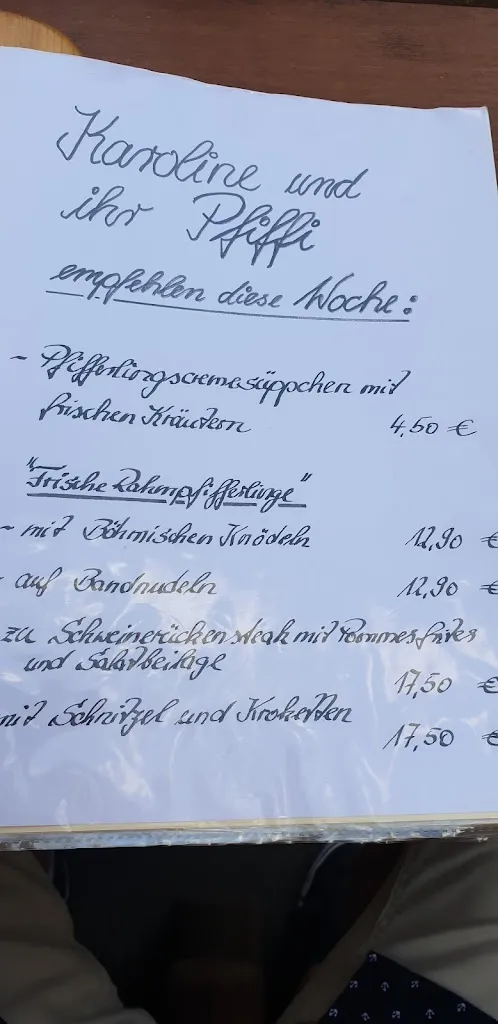 Karoline und
ihr Pfiffi
empfehlen diese Woche:
- Pfifferlingscremesüppchen mit
frischen Kräutern 4,50 €
"Frische Rahmpfifferlinge"
- mit Böhmischen Knödeln 12,90 €
- auf Bandnudeln 12,90 €
zu Schweinerückensteak mit Pommes frites
und Salatbeilage 17,50 €
mit Schnitzel und Kroketten
17,50 €